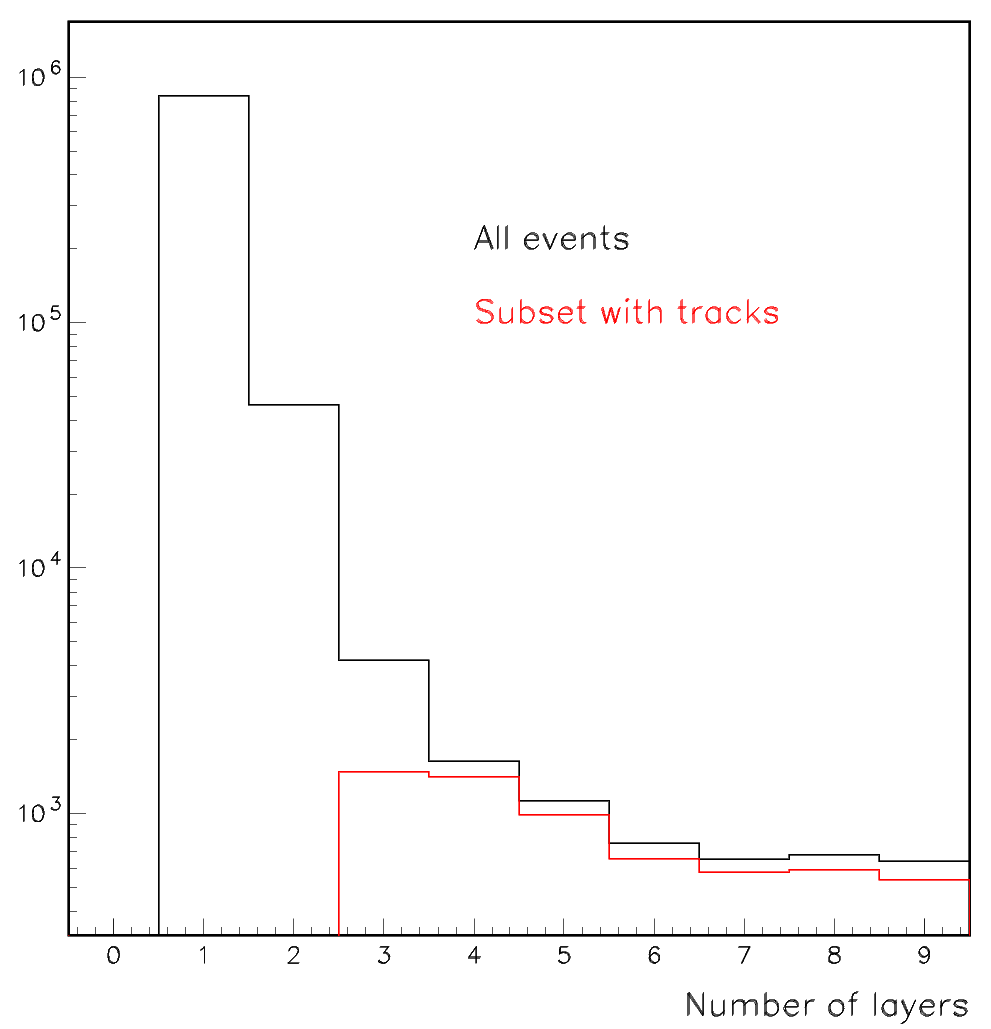 10^6
All events
Subset with tracks
10^5
10^4
10^3
0 1 2 3 4 5 6 7 8 9
Number of layers